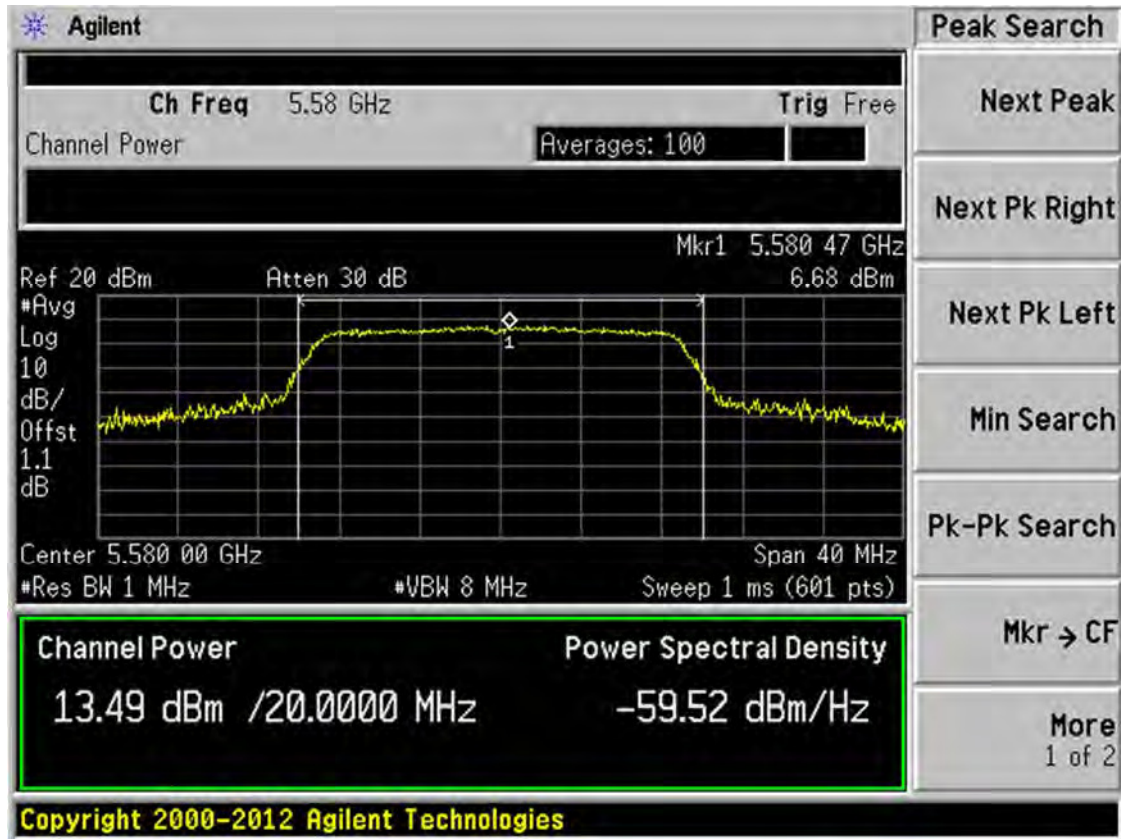 Agilent
Peak Search
Ch Freq 5.58 GHz
Trig Free
Channel Power
Averages: 100
Next Peak
Next Pk Right
Mkr1 5.580 47 GHz
Ref 20 dBm
Atten 30 dB
6.68 dBm
#Avg
Log
10
dB/
Offst
1.1
dB
1
Next Pk Left
Min Search
Pk-Pk Search
Center 5.580 00 GHz
Span 40 MHz
#Res BW 1 MHz
#VBW 8 MHz
Sweep 1 ms (601 pts)
Channel Power
Power Spectral Density
13.49 dBm /20.0000 MHz
-59.52 dBm/Hz
Mkr → CF
More
1 of 2
Copyright 2000-2012 Agilent Technologies